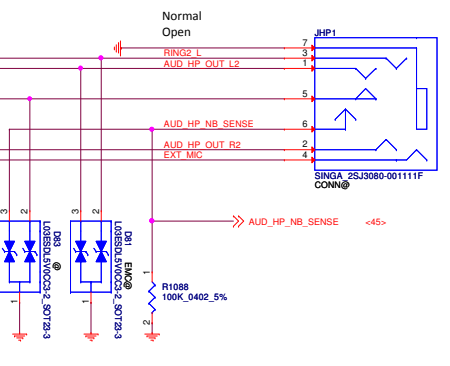 Normal
Open
JHP1
7
RING2_L
3
AUD_HP_OUT_L2
1
5
AUD_HP_NB_SENSE
6
AUD_HP_OUT_R2
2
EXT_MIC
4
SINGA_2SJ3080-001111F
CONN@
3
2
3
2
AUD_HP_NB_SENSE <45>
D83
@
L03ESDL5V0CC3-2_SOT23-3
D81
EMC@
L03ESDL5V0CC3-2_SOT23-3
1
1
1
R1088
100K_0402_5%
2